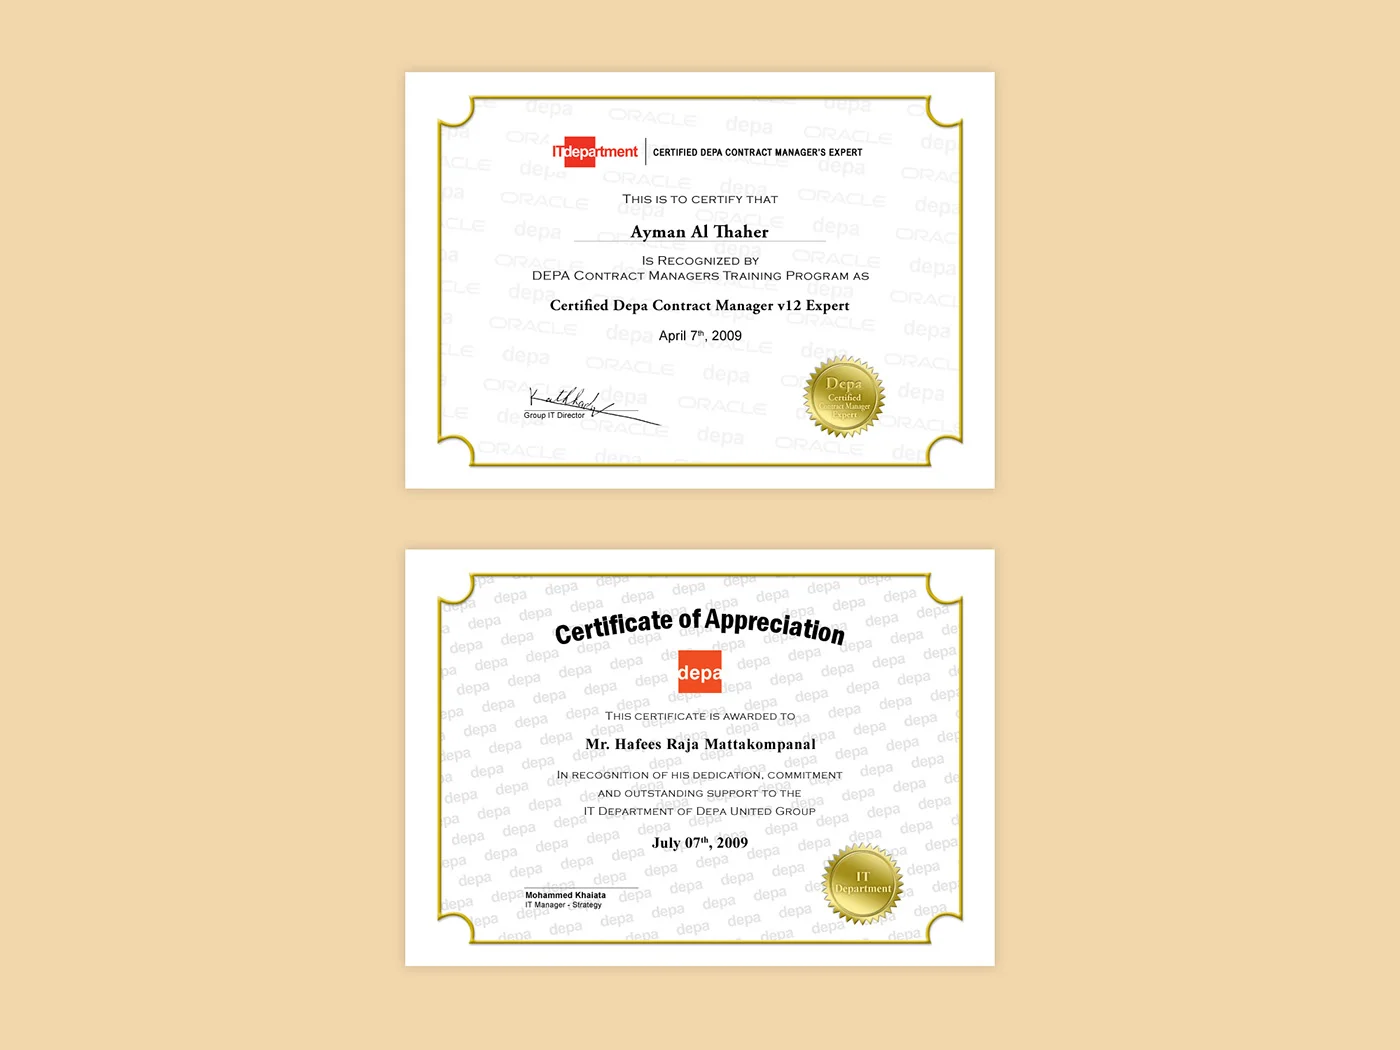 ITdepartment | CERTIFIED DEPA CONTRACT MANAGER'S EXPERT
THIS IS TO CERTIFY THAT
Ayman Al Thaher
IS RECOGNIZED BY
DEPA CONTRACT MANAGERS TRAINING PROGRAM AS
Certified Depa Contract Manager v12 Expert
April 7th, 2009
Group IT Director
Depa
Certified
Contract Manager
Expert
Certificate of Appreciation
depa
THIS CERTIFICATE IS AWARDED TO
Mr. Hafees Raja Mattakompanal
IN RECOGNITION OF HIS DEDICATION, COMMITMENT
AND OUTSTANDING SUPPORT TO THE
IT DEPARTMENT OF DEPA UNITED GROUP
July 07th, 2009
Mohammed Khaiata
IT Manager - Strategy
IT
Department